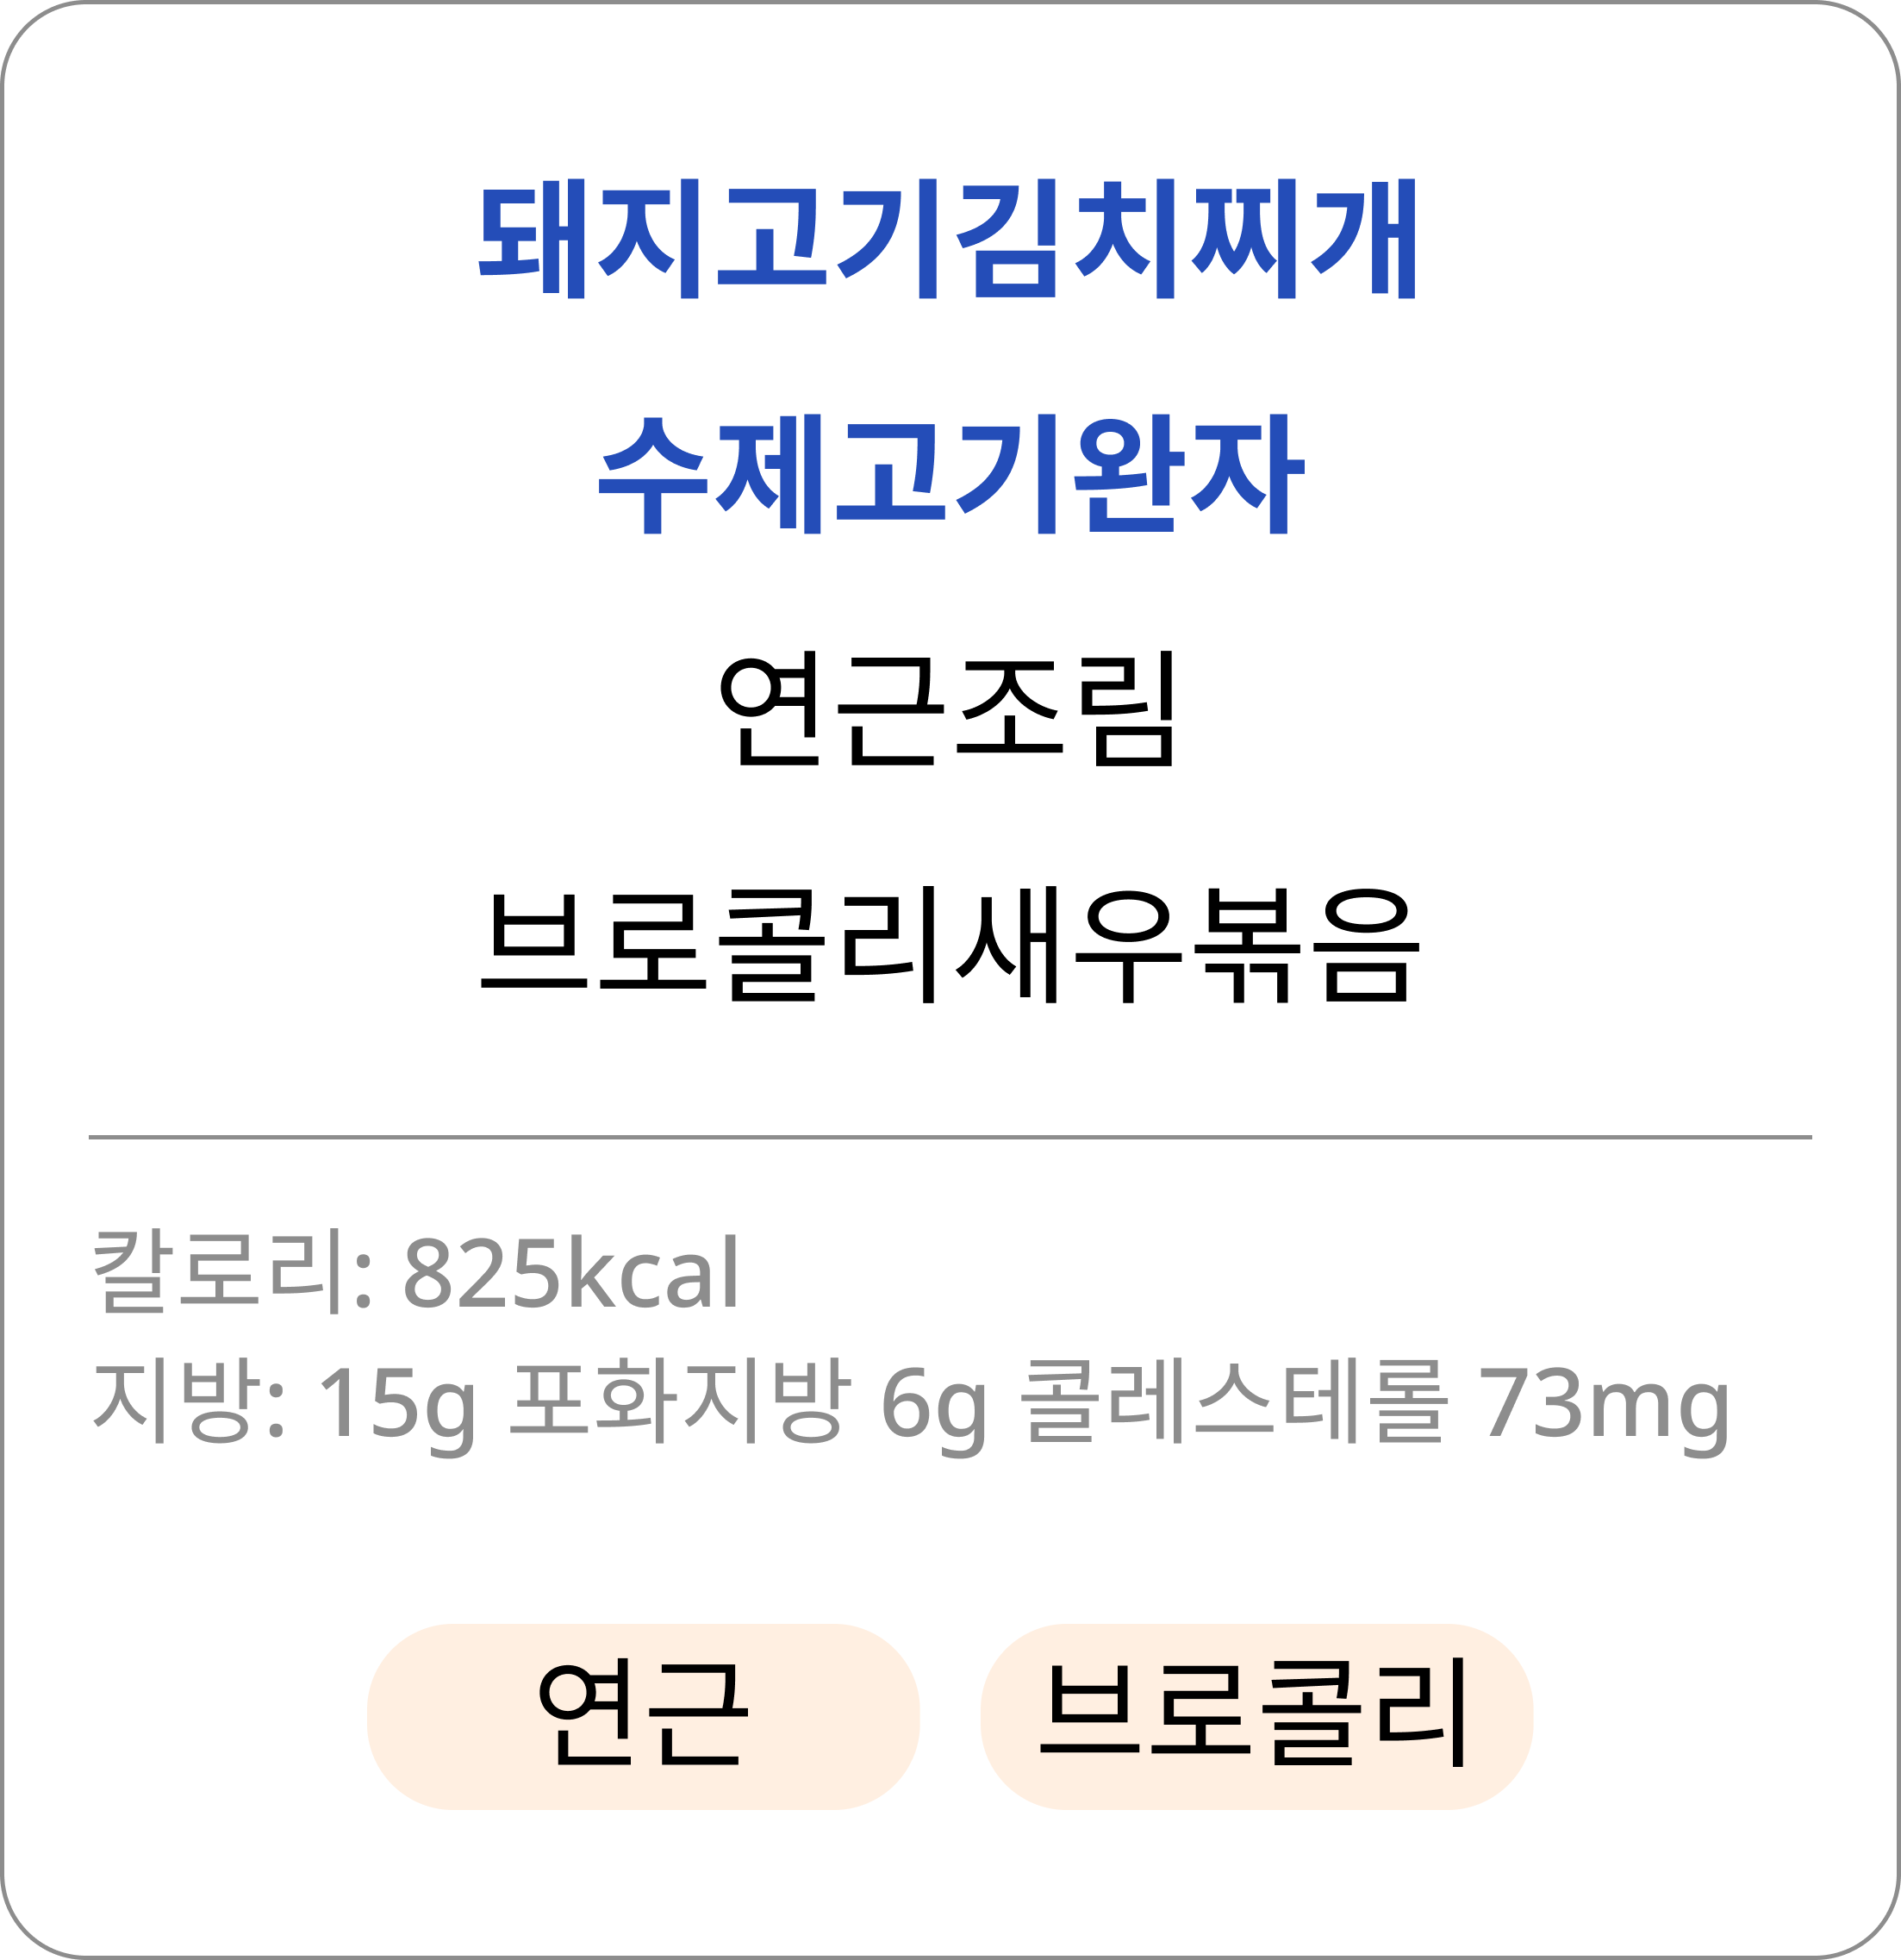 돼지고기김치찌개
수제고기완자
연근조림
브로콜리새우볶음
칼로리: 825kcal
지방: 15g 포화지방: 6g 콜레스테롤 73mg
연근
브로콜리